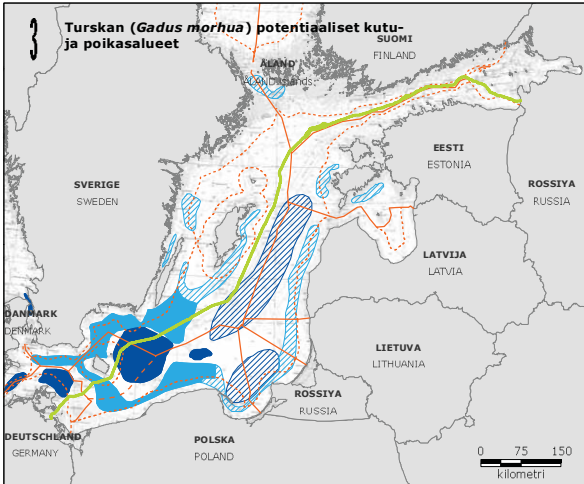 3
Turskan (Gadus morhua) potentiaaliset kutu-
ja poikasalueet
SUOMI
FINLAND
ÅLAND
ÅLAND Islands
EESTI
ESTONIA
SVERIGE
SWEDEN
ROSSIYA
RUSSIA
LATVIJA
LATVIA
DANMARK
DENMARK
LIETUVA
LITHUANIA
ROSSIYA
RUSSIA
DEUTSCHLAND
GERMANY
POLSKA
POLAND
0 75 150
kilometri